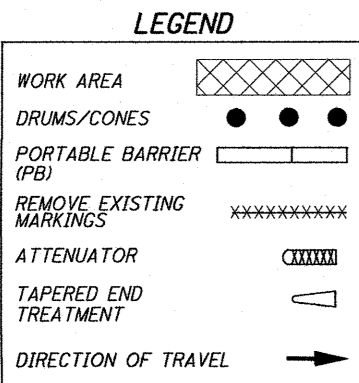 LEGEND
WORK AREA
DRUMS/CONES
PORTABLE BARRIER
(PB)
REMOVE EXISTING
MARKINGS
ATTENUATOR
TAPERED END
TREATMENT
DIRECTION OF TRAVEL